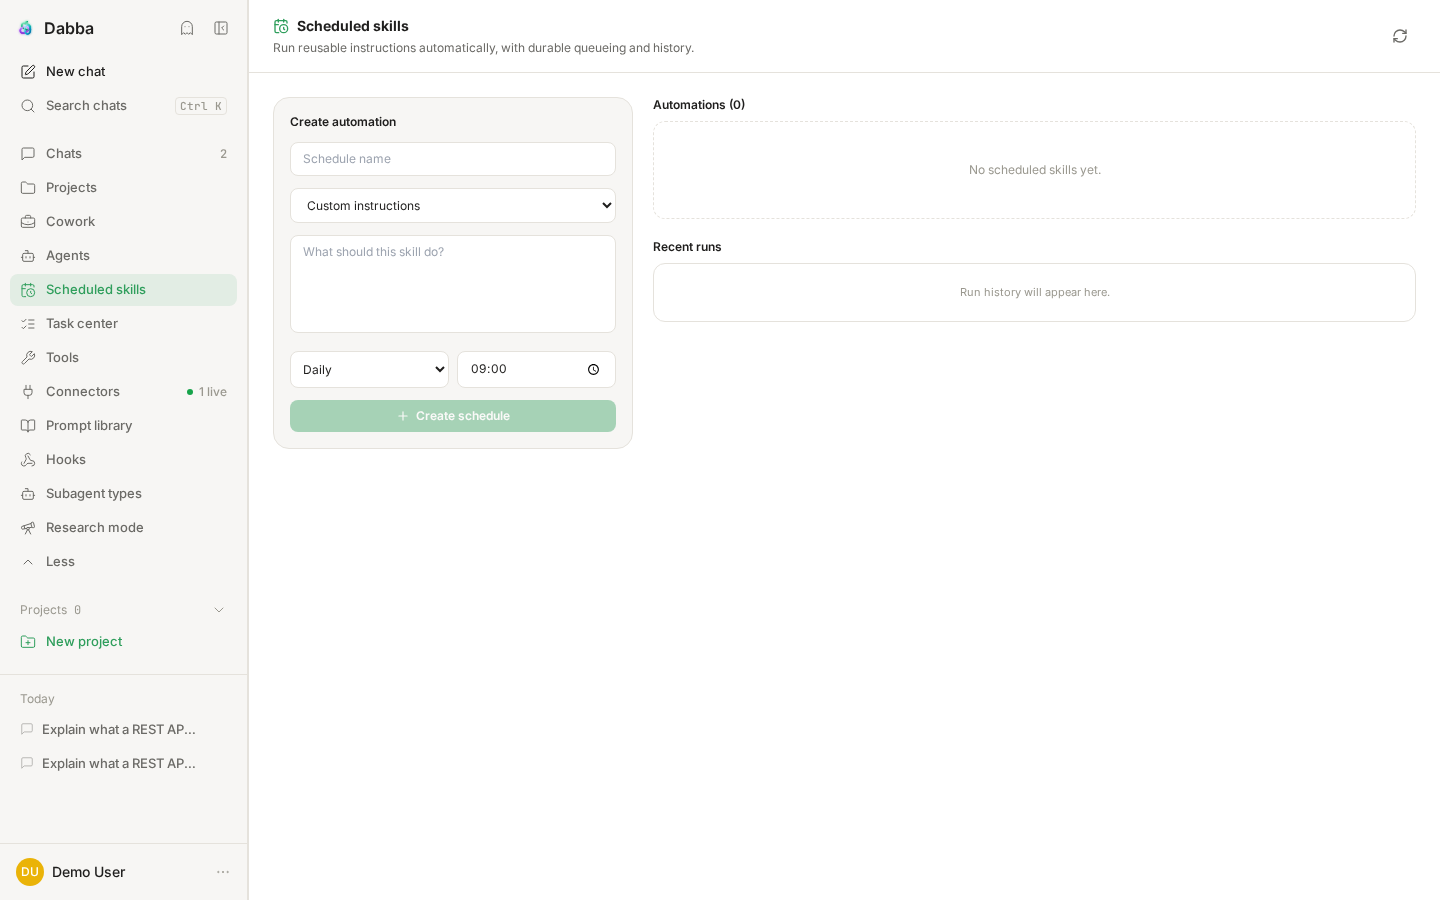 Dabba
New chat
Search chats
Ctrl K
Chats
2
Projects
Cowork
Agents
Scheduled skills
Task center
Tools
Connectors
1 live
Prompt library
Hooks
Subagent types
Research mode
Less
Projects 0
New project
Today
Explain what a REST AP...
Explain what a REST AP...
DU
Demo User
Scheduled skills
Run reusable instructions automatically, with durable queueing and history.
Create automation
Schedule name
Custom instructions
What should this skill do?
Daily
09:00
Create schedule
Automations (0)
No scheduled skills yet.
Recent runs
Run history will appear here.